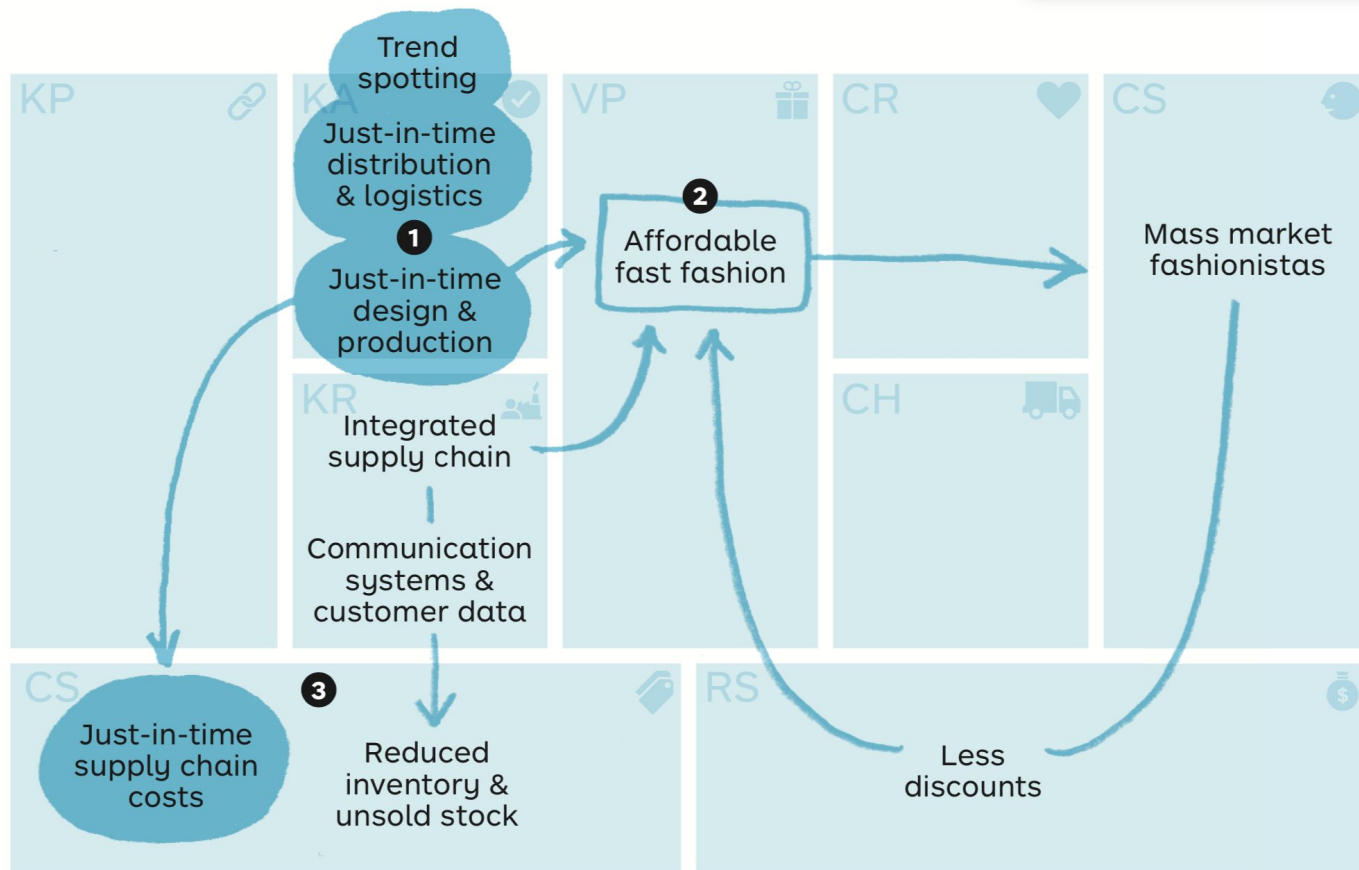 KP
KA
Trend
spotting
Just-in-time
distribution
& logistics
1
Just-in-time
design &
production
KR
Integrated
supply chain
Communication
systems &
customer data
VP
2
Affordable
fast fashion
CR
CH
CS
Mass market
fashionistas
CS
3
Just-in-time
supply chain
costs
Reduced
inventory &
unsold stock
RS
$
Less
discounts